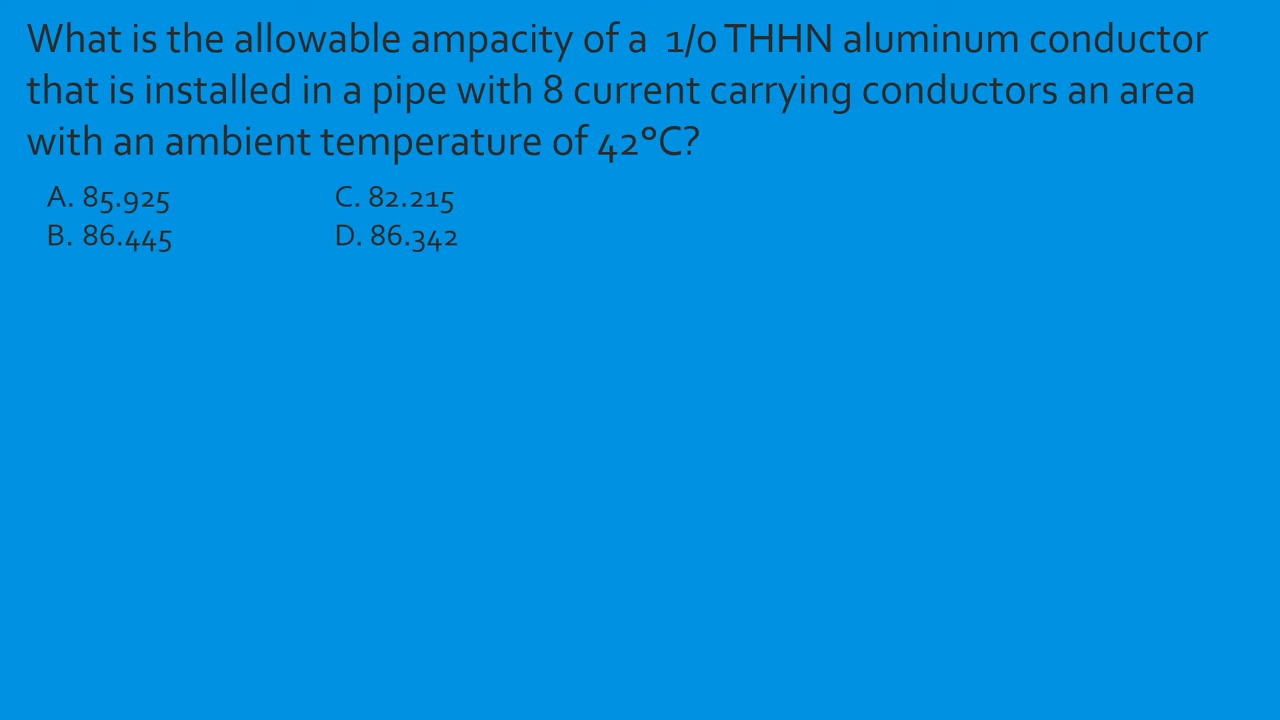 What is the allowable ampacity of a  1/0 THHN aluminum conductor
that is installed in a pipe with 8 current carrying conductors an area
with an ambient temperature of 42°C?
A. 85.925 C. 82.215
B. 86.445 D. 86.342